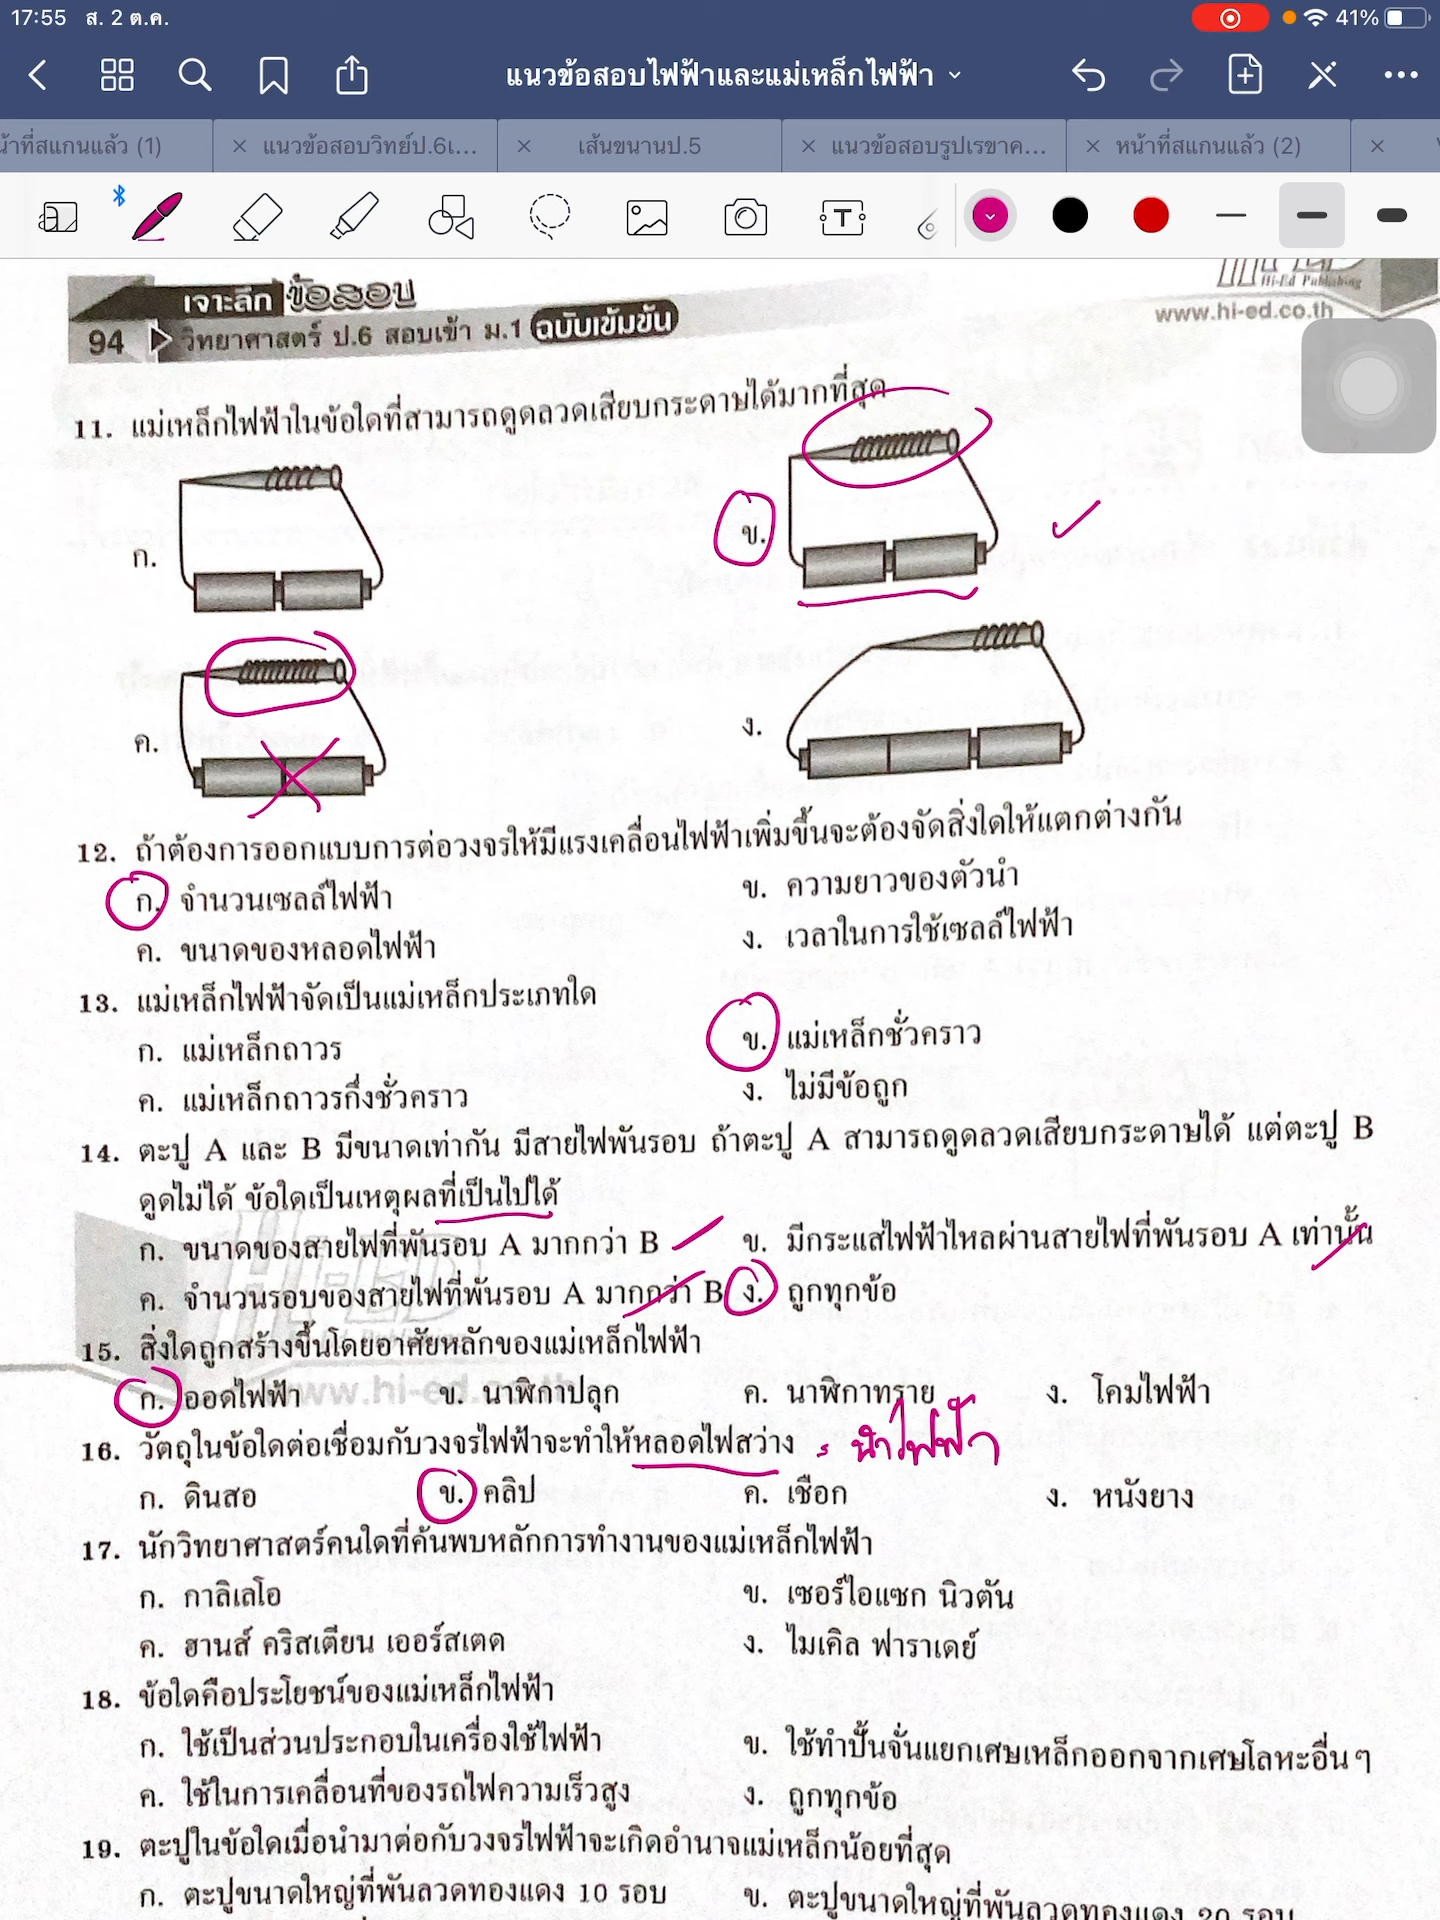 17:55 ส. 2 ต.ค. 41%
แนวข้อสอบไฟฟ้าและแม่เหล็กไฟฟ้า
น้าที่สแกนแล้ว (1) × แนวข้อสอบวิทย์ป.6เ... × เส้นขนานป.5 × แนวข้อสอบรูปเรขาค... × หน้าที่สแกนแล้ว (2) ×
T
เจาะลึก ข้อสอบ
Hi-Ed Publishing
94 วิทยาศาสตร์ ป.6 สอบเข้า ม.1 ฉบับเข้มข้น
www.hi-ed.co.th
11. แม่เหล็กไฟฟ้าในข้อใดที่สามารถดูดลวดเสียบกระดาษได้มากที่สุด
ก. ข.
ค. ง.
12. ถ้าต้องการออกแบบการต่อวงจรให้มีแรงเคลื่อนไฟฟ้าเพิ่มขึ้นจะต้องจัดสิ่งใดให้แตกต่างกัน
ก. จำนวนเซลล์ไฟฟ้า ข. ความยาวของตัวนำ
ค. ขนาดของหลอดไฟฟ้า ง. เวลาในการใช้เซลล์ไฟฟ้า
13. แม่เหล็กไฟฟ้าจัดเป็นแม่เหล็กประเภทใด
ก. แม่เหล็กถาวร ข. แม่เหล็กชั่วคราว
ค. แม่เหล็กถาวรกึ่งชั่วคราว ง. ไม่มีข้อถูก
14. ตะปู A และ B มีขนาดเท่ากัน มีสายไฟพันรอบ ถ้าตะปู A สามารถดูดลวดเสียบกระดาษได้ แต่ตะปู B
ดูดไม่ได้ ข้อใดเป็นเหตุผลที่เป็นไปได้
ก. ขนาดของสายไฟที่พันรอบ A มากกว่า B ข. มีกระแสไฟฟ้าไหลผ่านสายไฟที่พันรอบ A เท่านั้น
ค. จำนวนรอบของสายไฟที่พันรอบ A มากกว่า B ง. ถูกทุกข้อ
15. สิ่งใดถูกสร้างขึ้นโดยอาศัยหลักของแม่เหล็กไฟฟ้า
ก. ออดไฟฟ้า ข. นาฬิกาปลุก ค. นาฬิกาทราย ง. โคมไฟฟ้า
16. วัตถุในข้อใดต่อเชื่อมกับวงจรไฟฟ้าจะทำให้หลอดไฟสว่าง นำไฟฟ้า
ก. ดินสอ ข. คลิป ค. เชือก ง. หนังยาง
17. นักวิทยาศาสตร์คนใดที่ค้นพบหลักการทำงานของแม่เหล็กไฟฟ้า
ก. กาลิเลโอ ข. เซอร์ไอแซก นิวตัน
ค. ฮานส์ คริสเตียน เออร์สเตด ง. ไมเคิล ฟาราเดย์
18. ข้อใดคือประโยชน์ของแม่เหล็กไฟฟ้า
ก. ใช้เป็นส่วนประกอบในเครื่องใช้ไฟฟ้า ข. ใช้ทำปั้นจั่นแยกเศษเหล็กออกจากเศษโลหะอื่นๆ
ค. ใช้ในการเคลื่อนที่ของรถไฟความเร็วสูง ง. ถูกทุกข้อ
19. ตะปูในข้อใดเมื่อนำมาต่อกับวงจรไฟฟ้าจะเกิดอำนาจแม่เหล็กน้อยที่สุด
ก. ตะปูขนาดใหญ่ที่พันลวดทองแดง 10 รอบ ข. ตะปูขนาดใหญ่ที่พันลวดทองแดง 20 รอบ